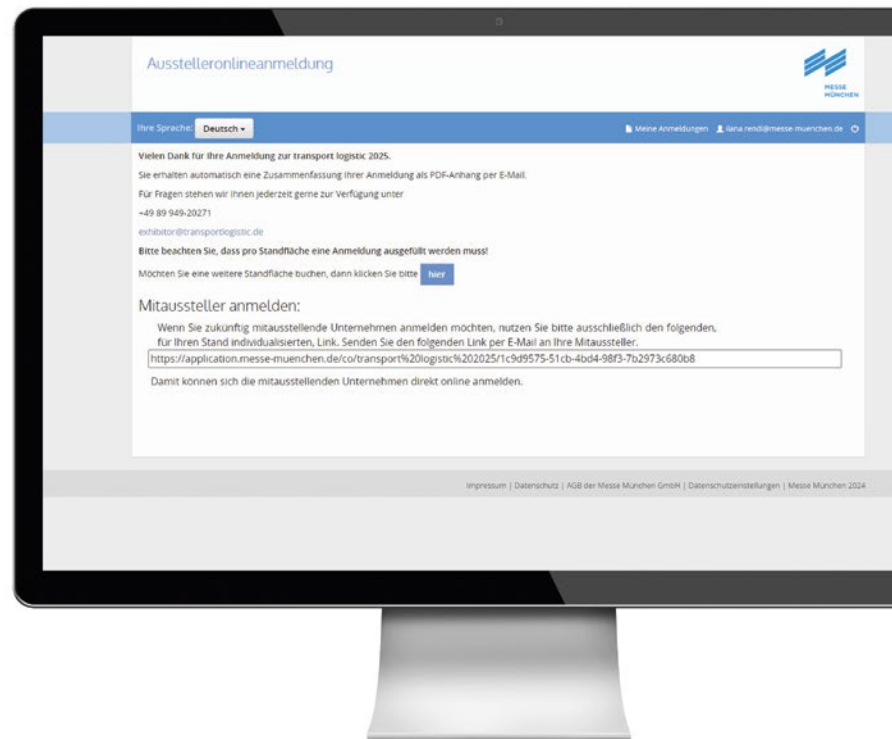 Ausstelleronlineanmeldung
MESSE
MÜNCHEN
Ihre Sprache: Deutsch
Meine Anmeldungen ilana.rendl@messe-muenchen.de
Vielen Dank für Ihre Anmeldung zur transport logistic 2025.
Sie erhalten automatisch eine Zusammenfassung Ihrer Anmeldung als PDF-Anhang per E-Mail.
Für Fragen stehen wir Ihnen jederzeit gerne zur Verfügung unter
+49 89 949-20271
exhibitor@transportlogistic.de
Bitte beachten Sie, dass pro Standfläche eine Anmeldung ausgefüllt werden muss!
Möchten Sie eine weitere Standfläche buchen, dann klicken Sie bitte hier
Mitaussteller anmelden:
Wenn Sie zukünftig mitausstellende Unternehmen anmelden möchten, nutzen Sie bitte ausschließlich den folgenden,
für Ihren Stand individualisierten, Link. Senden Sie den folgenden Link per E-Mail an Ihre Mitaussteller.
https://application.messe-muenchen.de/co/transport%20logistic%202025/1c9d9575-51cb-4bd4-98f3-7b2973c680b8
Damit können sich die mitausstellenden Unternehmen direkt online anmelden.
Impressum | Datenschutz | AGB der Messe München GmbH | Datenschutzeinstellungen | Messe München 2024